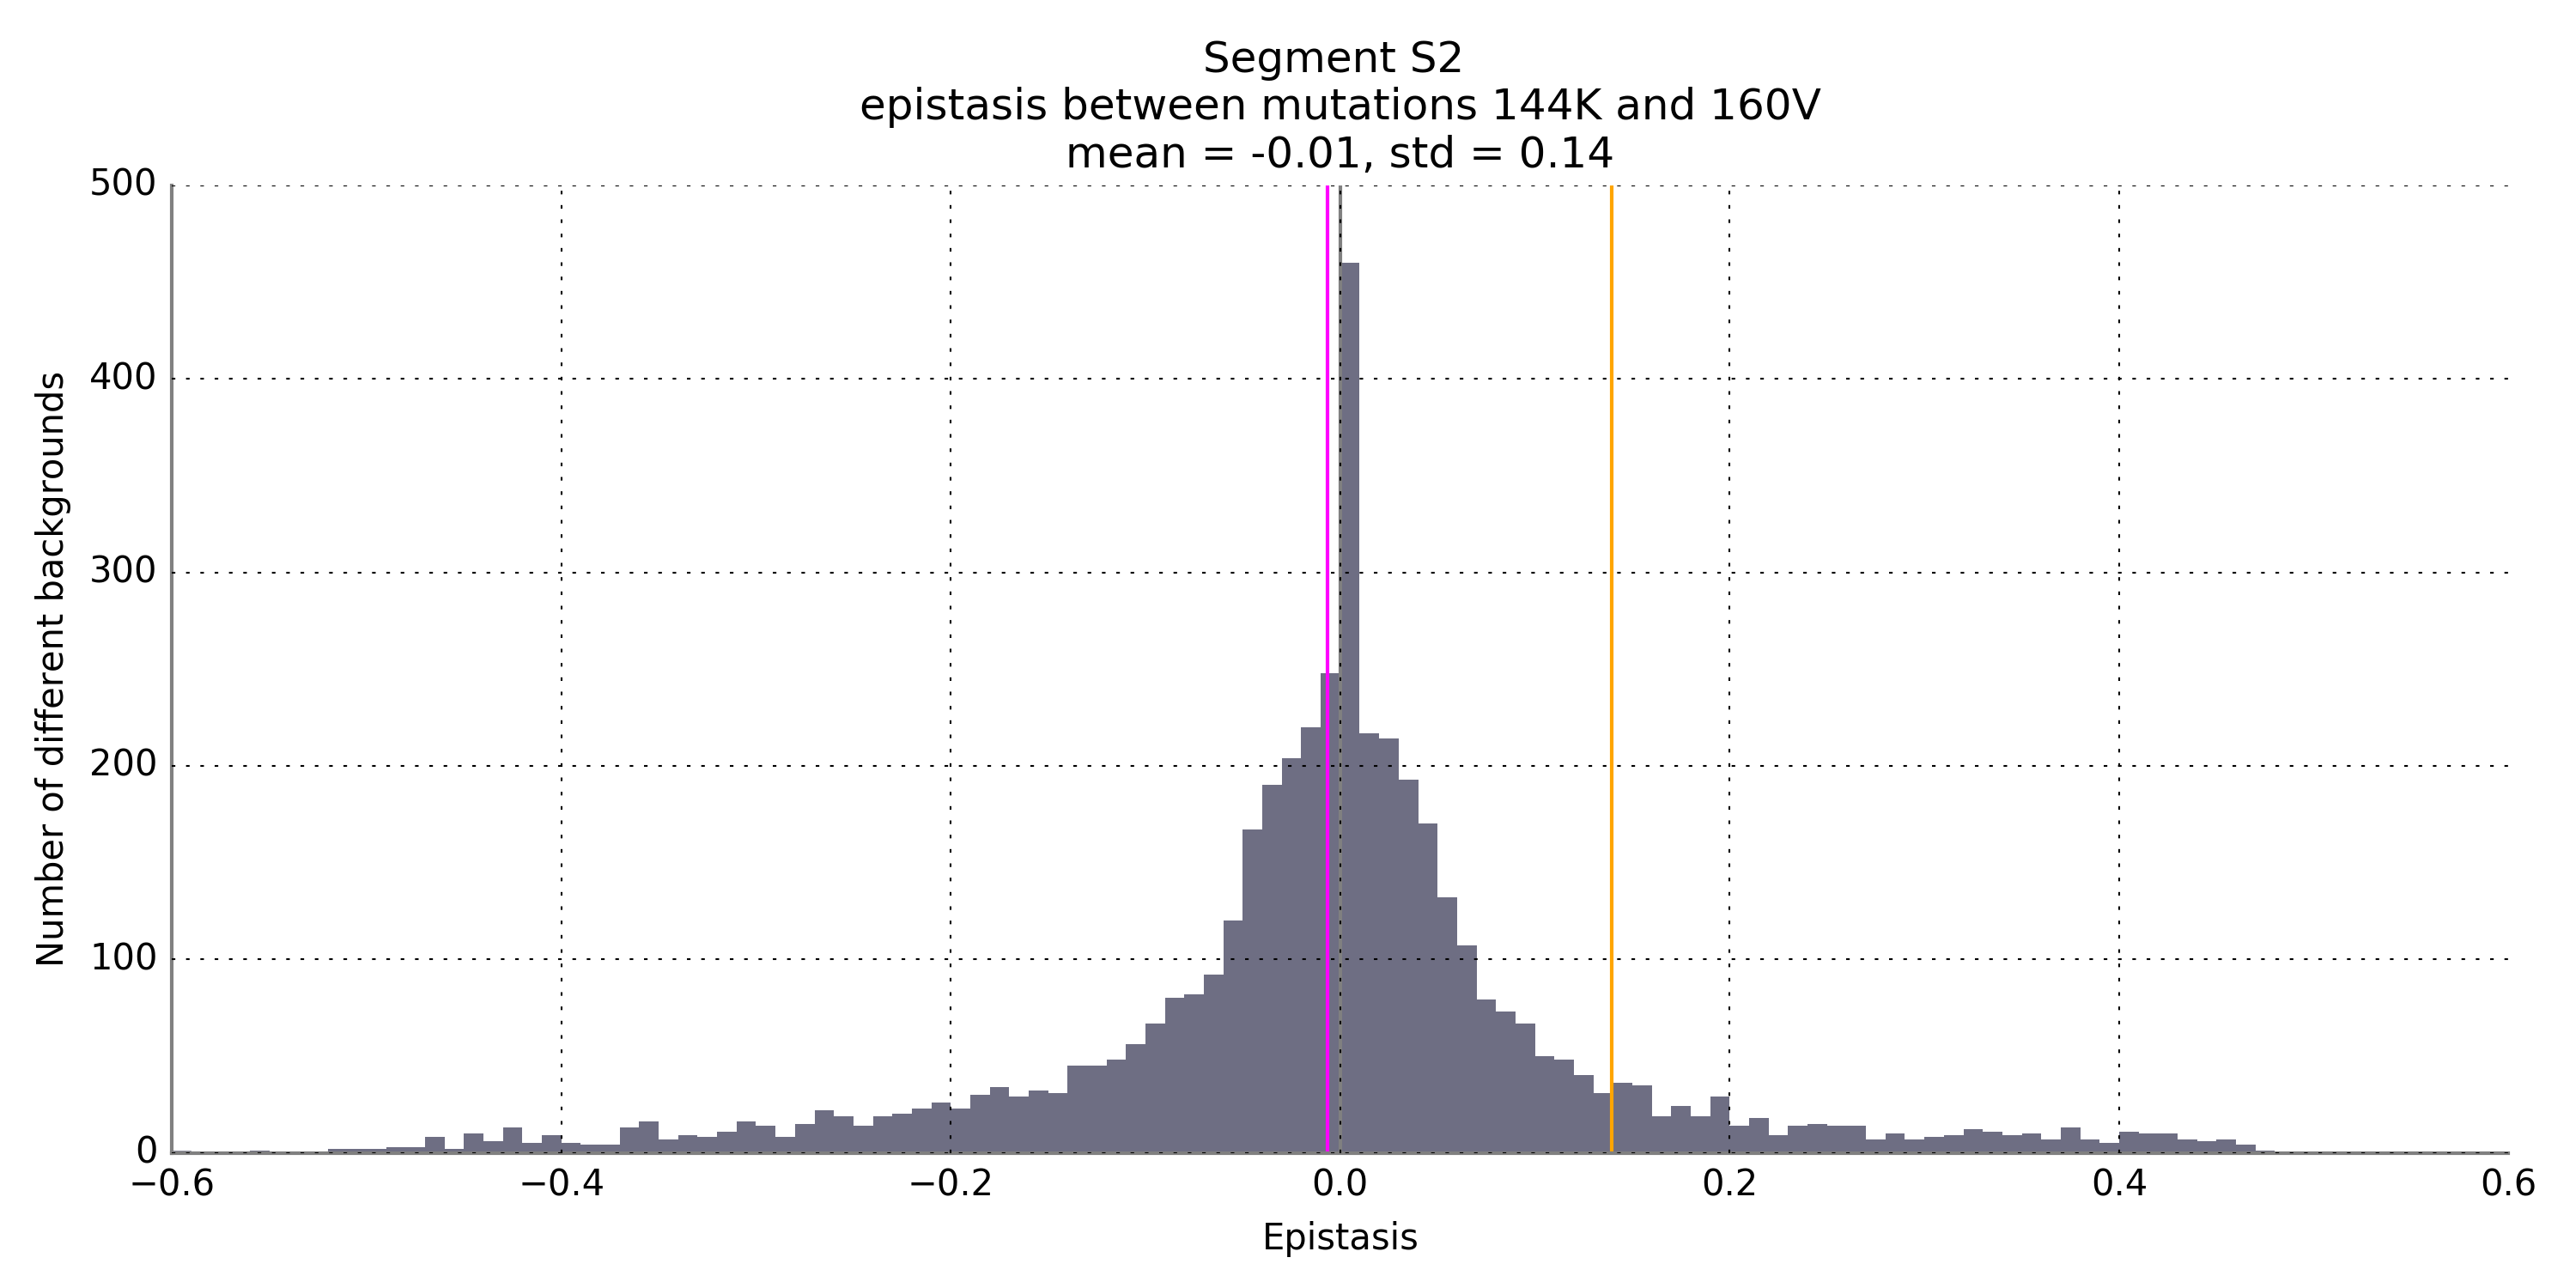 Segment S2
epistasis between mutations 144K and 160V
mean = -0.01, std = 0.14
500
400
300
200
100
0
Number of different backgrounds
−0.6
−0.4
−0.2
0.0
0.2
0.4
0.6
Epistasis